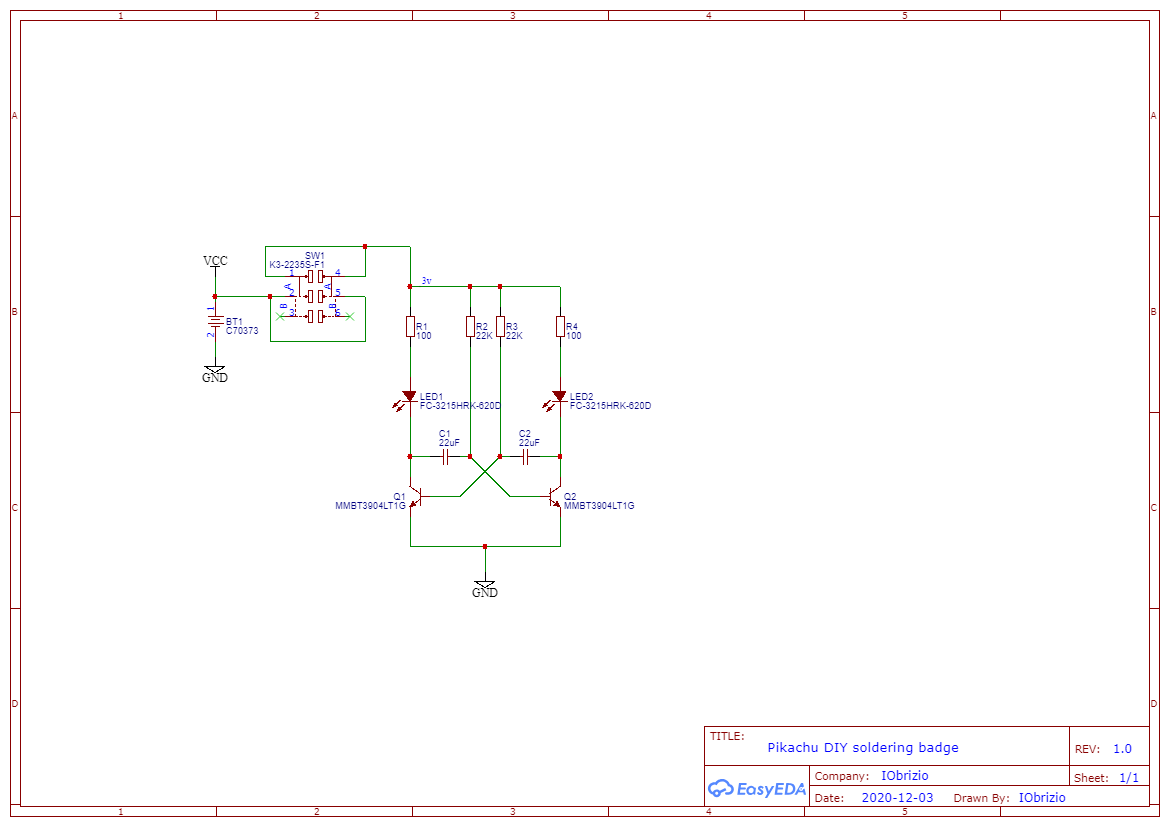 1 2 3 4 5
A A
VCC
SW1
K3-2235S-F1
1 4
A A
2 5
B B
3 6
3v
1
BT1
C70373
2
GND
B B
R1
100
R2
22K
R3
22K
R4
100
LED1
FC-3215HRK-620D
LED2
FC-3215HRK-620D
C1
22uF
C2
22uF
Q1
MMBT3904LT1G
Q2
MMBT3904LT1G
C C
GND
D D
TITLE:
Pikachu DIY soldering badge
REV: 1.0
EasyEDA
Company: IObrizio
Sheet: 1/1
Date: 2020-12-03 Drawn By: IObrizio
1 2 3 4 5